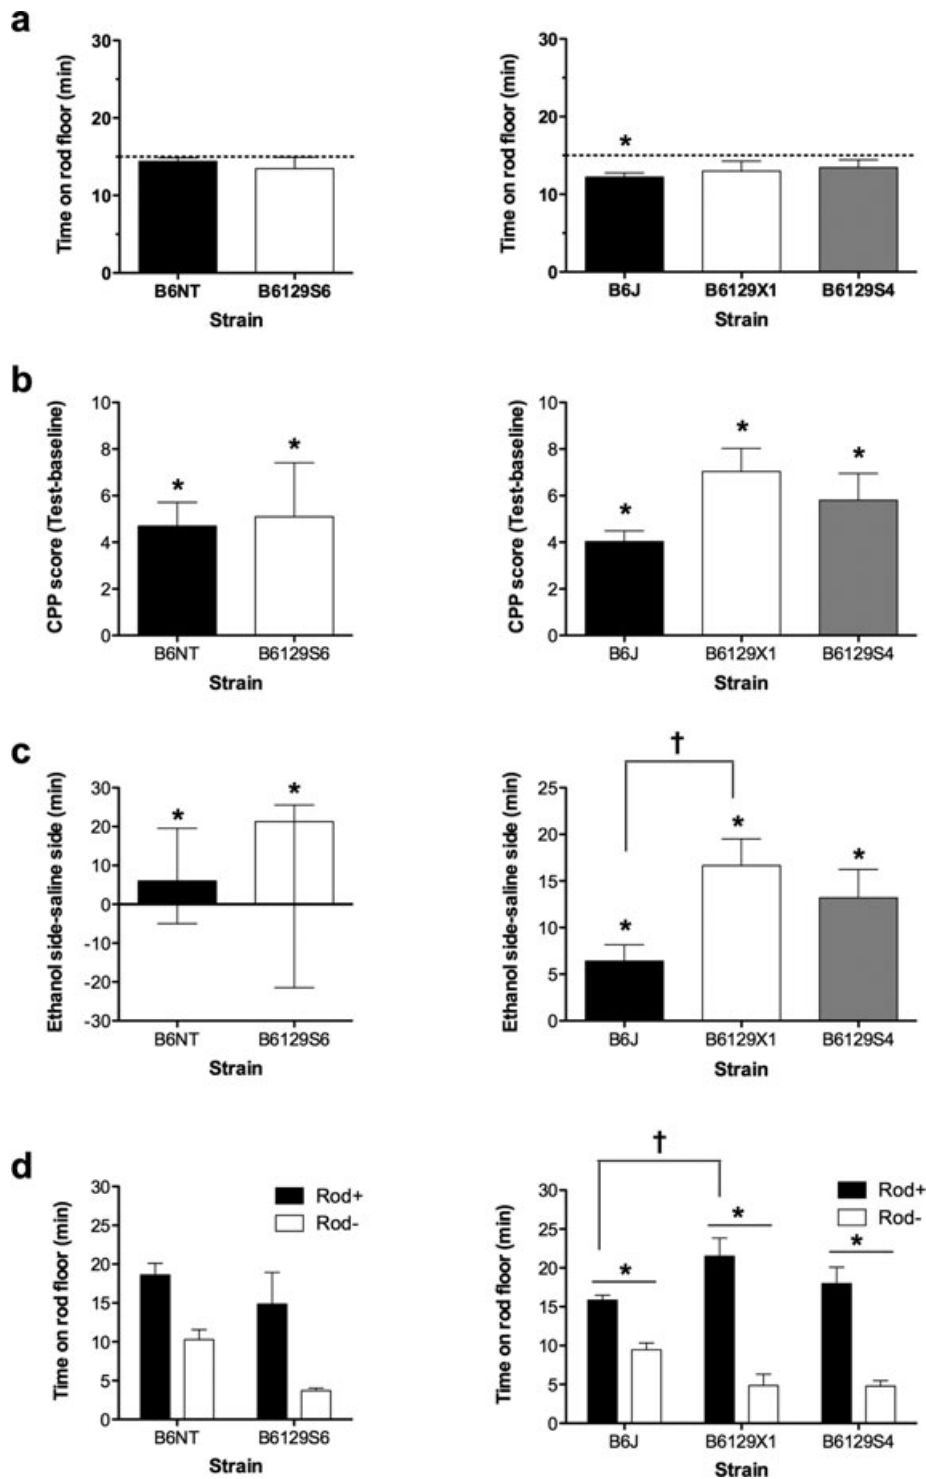 a
Time on rod floor (min)
30
20
10
0
B6NT B6129S6
Strain
Time on rod floor (min)
30
20
10
0
*
B6J B6129X1 B6129S4
Strain
b
CPP score (Test-baseline)
10
8
6
4
2
0
* *
B6NT B6129S6
Strain
CPP score (Test-baseline)
10
8
6
4
2
0
* * *
B6J B6129X1 B6129S4
Strain
c
Ethanol side-saline side (min)
30
20
10
0
-10
-20
-30
* *
B6NT B6129S6
Strain
Ethanol side-saline side (min)
25
20
15
10
5
0
†
* * *
B6J B6129X1 B6129S4
Strain
d
Time on rod floor (min)
30
25
20
15
10
5
0
Rod+
Rod-
B6NT B6129S6
Strain
Time on rod floor (min)
30
25
20
15
10
5
0
†
Rod+
Rod-
* * *
B6J B6129X1 B6129S4
Strain